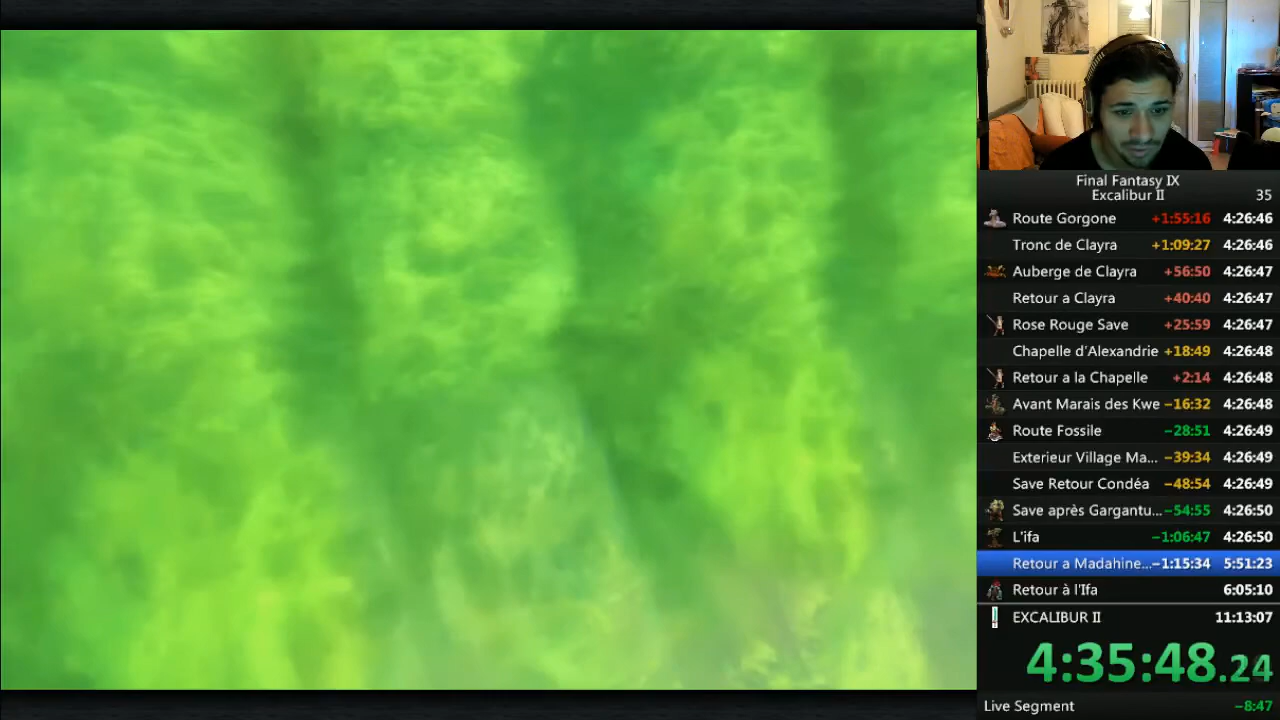 Final Fantasy IX
Excalibur II 35
Route Gorgone +1:55:16 4:26:46
Tronc de Clayra +1:09:27 4:26:46
Auberge de Clayra +56:50 4:26:47
Retour a Clayra +40:40 4:26:47
Rose Rouge Save +25:59 4:26:47
Chapelle d'Alexandrie +18:49 4:26:48
Retour a la Chapelle +2:14 4:26:48
Avant Marais des Kwe −16:32 4:26:48
Route Fossile −28:51 4:26:49
Exterieur Village Ma... −39:34 4:26:49
Save Retour Condéa −48:54 4:26:49
Save après Gargantu... −54:55 4:26:50
L'ifa −1:06:47 4:26:50
Retour a Madahine... −1:15:34 5:51:23
Retour à l'Ifa 6:05:10
EXCALIBUR II 11:13:07
4:35:48.24
Live Segment −8:47